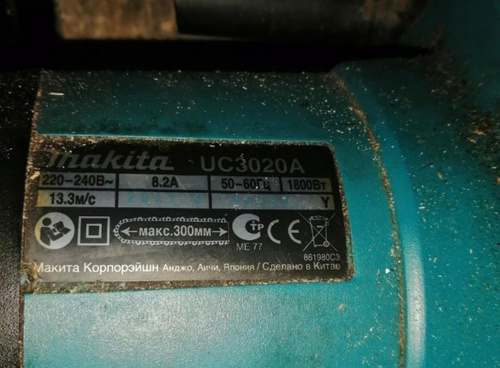 makita UC3020A
220-240В~ 8.2А 50-60Гц 1800Вт
13.3м/с Y
макс.300мм
ME 77
861980C3
Макита Корпорэйшн Анджо, Аичи, Япония / Сделано в Китае